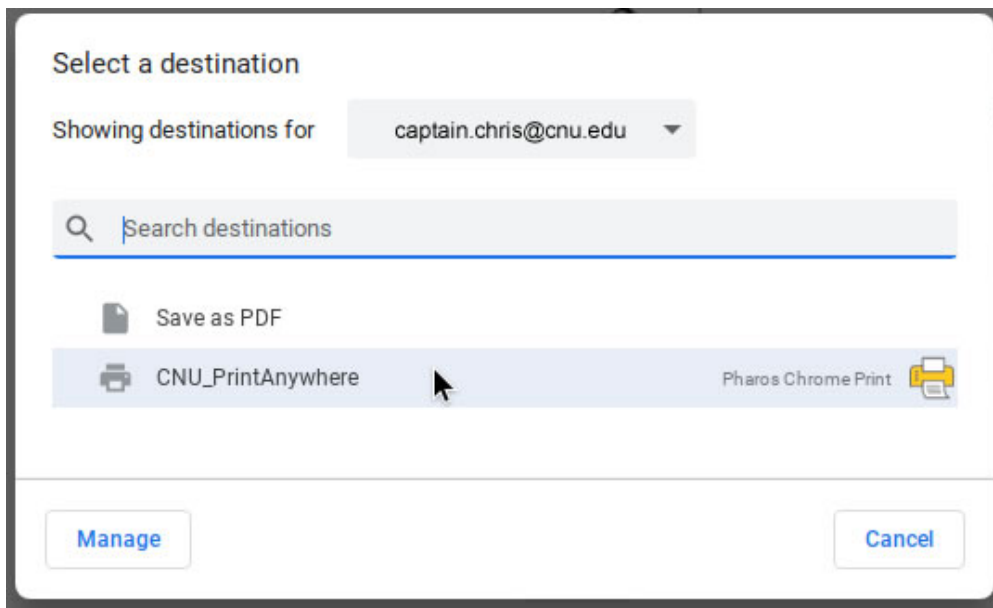 Select a destination
Showing destinations for captain.chris@cnu.edu
Search destinations
Save as PDF
CNU_PrintAnywhere Pharos Chrome Print
Manage Cancel